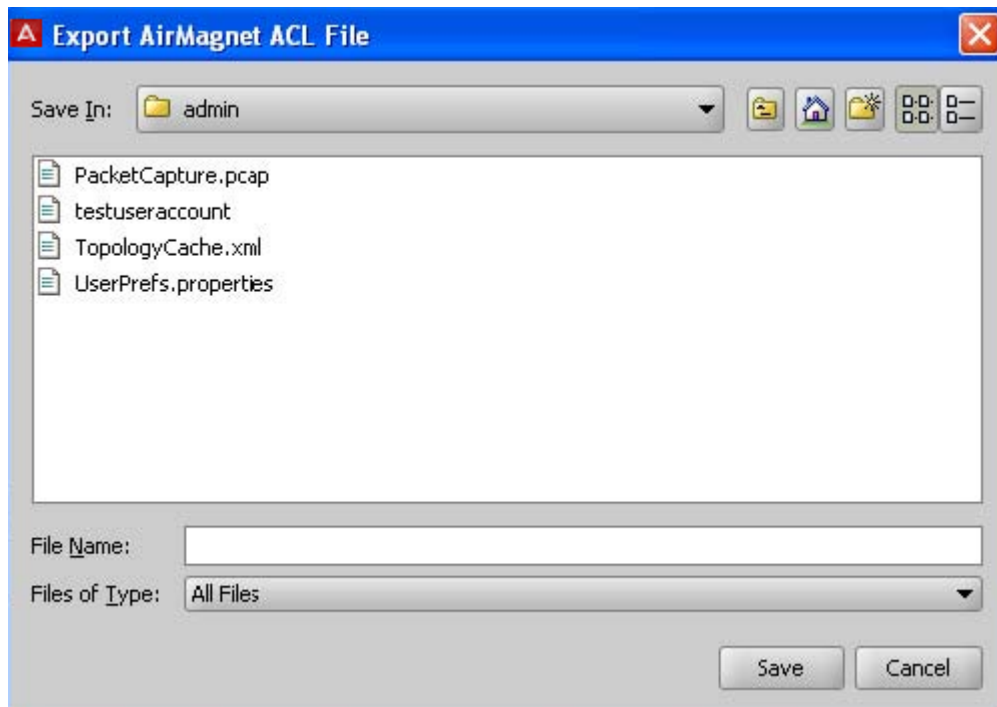 Export AirMagnet ACL File
Save In: admin
PacketCapture.pcap
testuseraccount
TopologyCache.xml
UserPrefs.properties
File Name:
Files of Type: All Files
Save Cancel